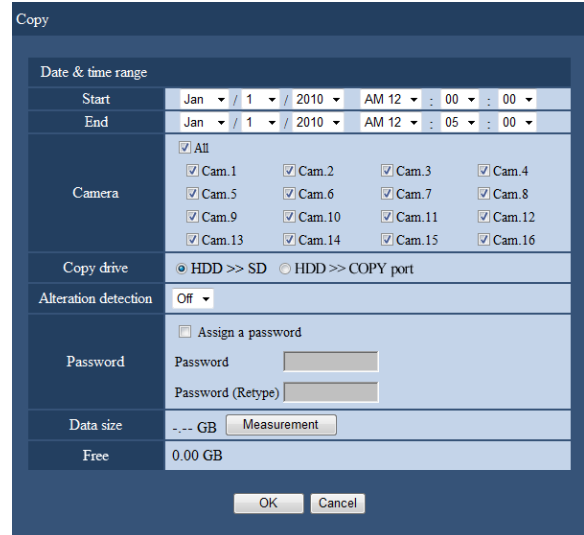 Copy
Date & time range
Start Jan / 1 / 2010 AM 12 : 00 : 00
End Jan / 1 / 2010 AM 12 : 05 : 00
Camera
All
Cam.1 Cam.2 Cam.3 Cam.4
Cam.5 Cam.6 Cam.7 Cam.8
Cam.9 Cam.10 Cam.11 Cam.12
Cam.13 Cam.14 Cam.15 Cam.16
Copy drive HDD >> SD HDD >> COPY port
Alteration detection Off
Password
Assign a password
Password
Password (Retype)
Data size -.-- GB Measurement
Free 0.00 GB
OK Cancel